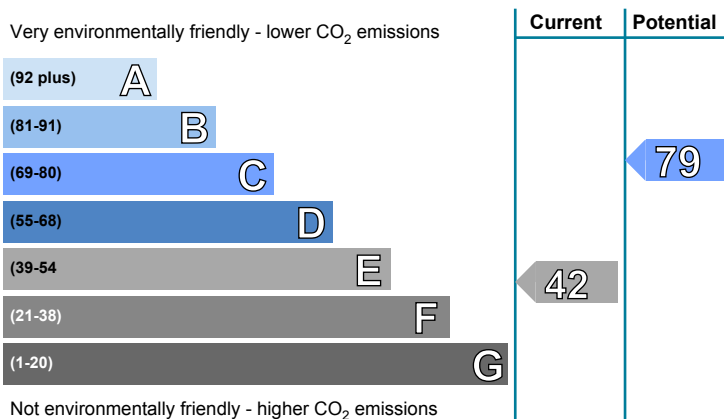 Current Potential
Very environmentally friendly - lower CO2 emissions
(92 plus) A
(81-91) B
(69-80) C
79
(55-68) D
(39-54 E
42
(21-38) F
(1-20) G
Not environmentally friendly - higher CO2 emissions